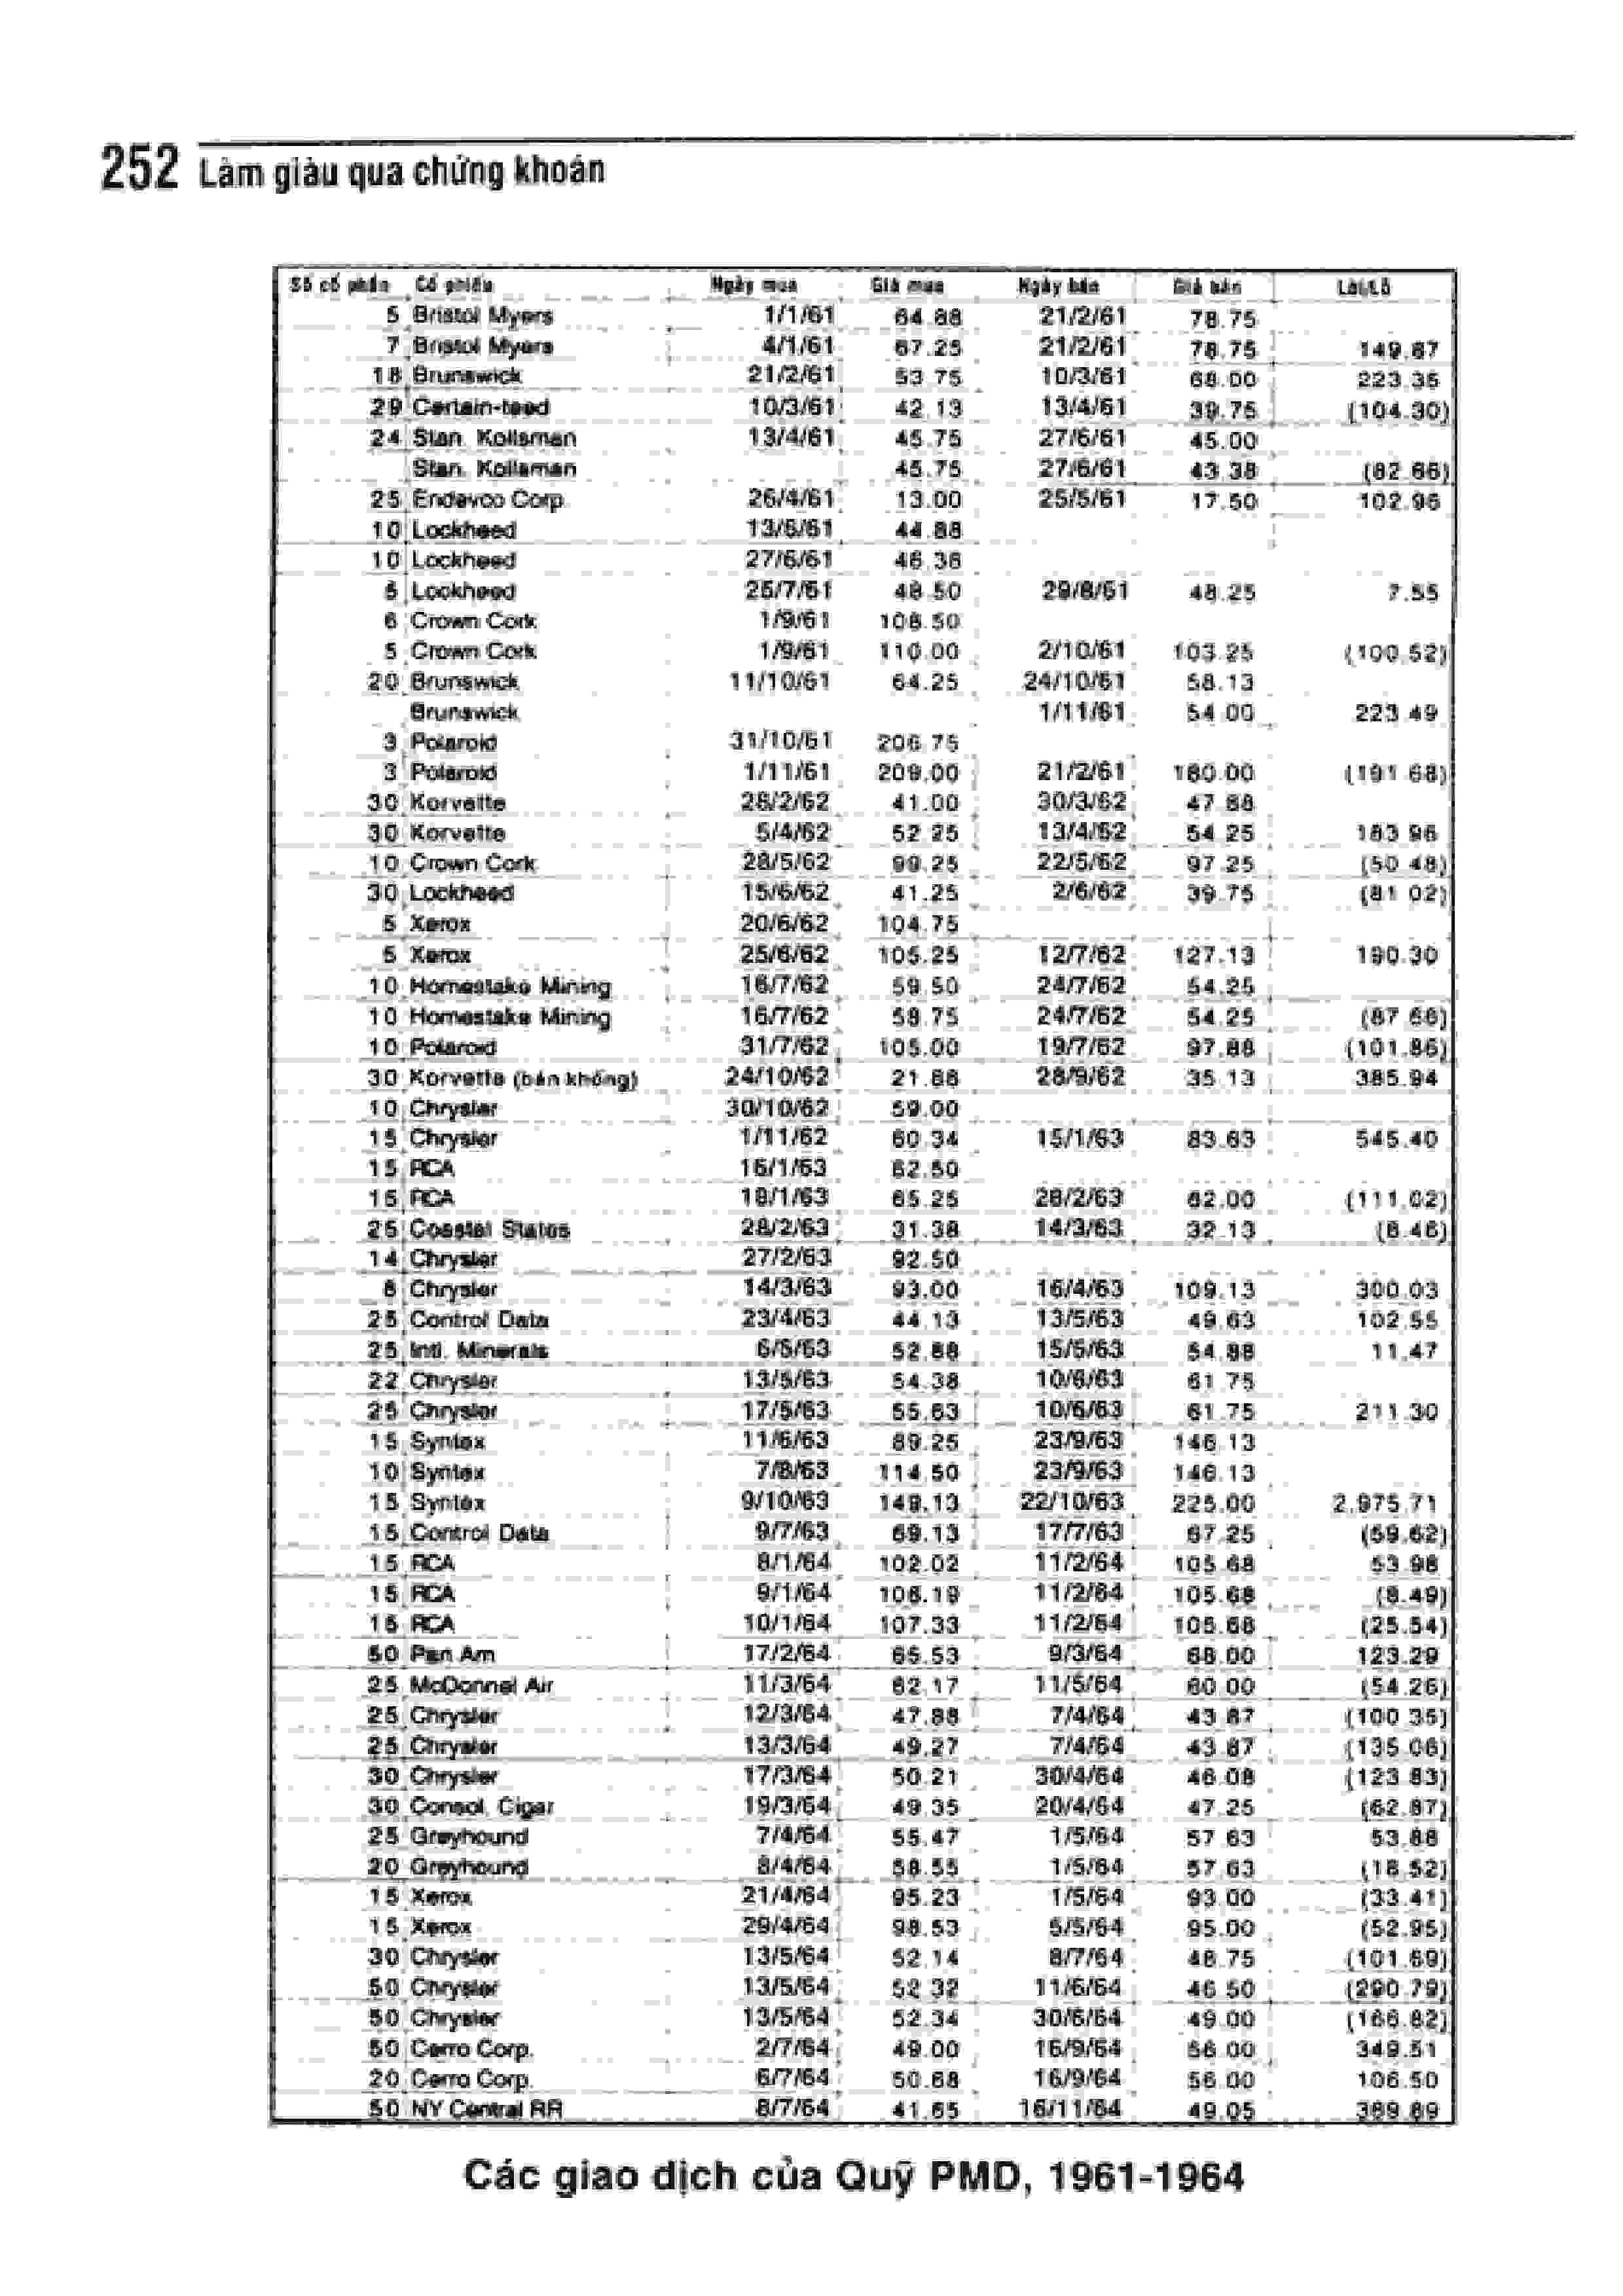 252 Làm giàu qua chứng khoán
Số cổ phần Cổ phiếu Ngày mua Giá mua Ngày bán Giá bán Lời/Lỗ
5 Bristol Myers 1/1/61 64.88 21/2/61 78.75
7 Bristol Myers 4/1/61 67.25 21/2/61 78.75 149.87
18 Brunswick 21/2/61 53.75 10/3/61 68.00 223.35
29 Certain-teed 10/3/61 42.13 13/4/61 39.75 (104.30)
24 Stan. Kollsman 13/4/61 45.75 27/6/61 45.00
Stan. Kollsman 45.75 27/6/61 43.38 (82.66)
25 Endevco Corp. 26/4/61 13.00 25/5/61 17.50 102.96
10 Lockheed 13/6/61 44.88
10 Lockheed 27/6/61 46.38
5 Lockheed 25/7/61 48.50 29/8/61 48.25 7.55
6 Crown Cork 1/9/61 108.50
5 Crown Cork 1/9/61 110.00 2/10/61 103.25 (100.52)
20 Brunswick 11/10/61 64.25 24/10/61 58.13
Brunswick 1/11/61 54.00 223.49
3 Polaroid 31/10/61 206.75
3 Polaroid 1/11/61 209.00 21/2/61 180.00 (191.68)
30 Korvette 28/2/62 41.00 30/3/62 47.88
30 Korvette 5/4/62 52.25 13/4/62 54.25 163.96
10 Crown Cork 28/5/62 99.25 22/5/62 97.25 (50.48)
30 Lockheed 15/6/62 41.25 2/6/62 39.75 (81.02)
5 Xerox 20/6/62 104.75
5 Xerox 25/6/62 105.25 12/7/62 127.13 190.30
10 Homestake Mining 16/7/62 59.50 24/7/62 54.25
10 Homestake Mining 16/7/62 58.75 24/7/62 54.25 (87.66)
10 Polaroid 31/7/62 105.00 19/7/62 97.88 (101.86)
30 Korvette (bán khống) 24/10/62 21.88 28/9/62 35.13 385.94
10 Chrysler 30/10/62 59.00
15 Chrysler 1/11/62 60.34 15/1/63 83.63 545.40
15 RCA 16/1/63 62.50
15 RCA 18/1/63 65.25 28/2/63 62.00 (111.02)
25 Coastal States 28/2/63 31.38 14/3/63 32.13 (8.46)
14 Chrysler 27/2/63 92.50
8 Chrysler 14/3/63 93.00 16/4/63 109.13 300.03
25 Control Data 23/4/63 44.13 13/5/63 49.63 102.55
25 Intl. Minerals 6/5/63 52.88 15/5/63 54.88 11.47
22 Chrysler 13/5/63 54.38 10/6/63 61.75
25 Chrysler 17/5/63 55.63 10/6/63 61.75 211.30
15 Syntex 11/6/63 89.25 23/9/63 146.13
10 Syntex 7/8/63 114.50 23/9/63 146.13
15 Syntex 9/10/63 149.13 22/10/63 225.00 2.975.71
15 Control Data 9/7/63 69.13 17/7/63 67.25 (59.62)
15 RCA 8/1/64 102.02 11/2/64 105.68 53.98
15 RCA 9/1/64 106.19 11/2/64 105.68 (8.49)
15 RCA 10/1/64 107.33 11/2/64 105.68 (25.54)
50 Pan Am 17/2/64 65.53 9/3/64 68.00 123.29
25 McDonnel Air 11/3/64 62.17 11/5/64 60.00 (54.26)
25 Chrysler 12/3/64 47.88 7/4/64 43.87 (100.35)
25 Chrysler 13/3/64 49.27 7/4/64 43.87 (135.06)
30 Chrysler 17/3/64 50.21 30/4/64 46.08 (123.83)
30 Consol. Cigar 19/3/64 49.35 20/4/64 47.25 (62.87)
25 Greyhound 7/4/64 55.47 1/5/64 57.63 53.88
20 Greyhound 8/4/64 58.55 1/5/64 57.63 (18.52)
15 Xerox 21/4/64 95.23 1/5/64 93.00 (33.41)
15 Xerox 29/4/64 98.53 5/5/64 95.00 (52.95)
30 Chrysler 13/5/64 52.14 8/7/64 48.75 (101.69)
50 Chrysler 13/5/64 52.32 11/6/64 46.50 (290.79)
50 Chrysler 13/5/64 52.34 30/6/64 49.00 (166.82)
50 Cerro Corp. 2/7/64 49.00 16/9/64 56.00 349.51
20 Cerro Corp. 6/7/64 50.68 16/9/64 56.00 106.50
50 NY Central RR 8/7/64 41.65 16/11/64 49.05 369.89
Các giao dịch của Quỹ PMD, 1961-1964